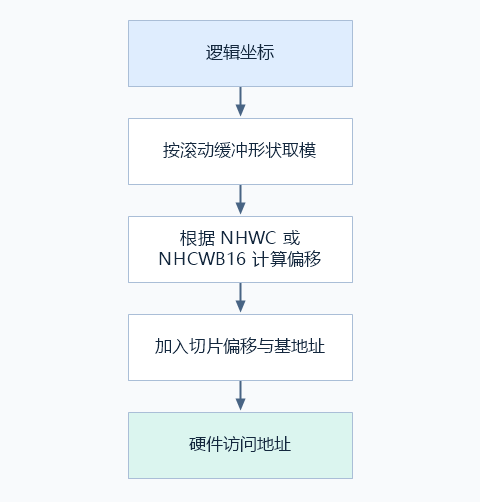 逻辑坐标
按滚动缓冲形状取模
根据 NHWC 或
NHCWB16 计算偏移
加入切片偏移与基地址
硬件访问地址